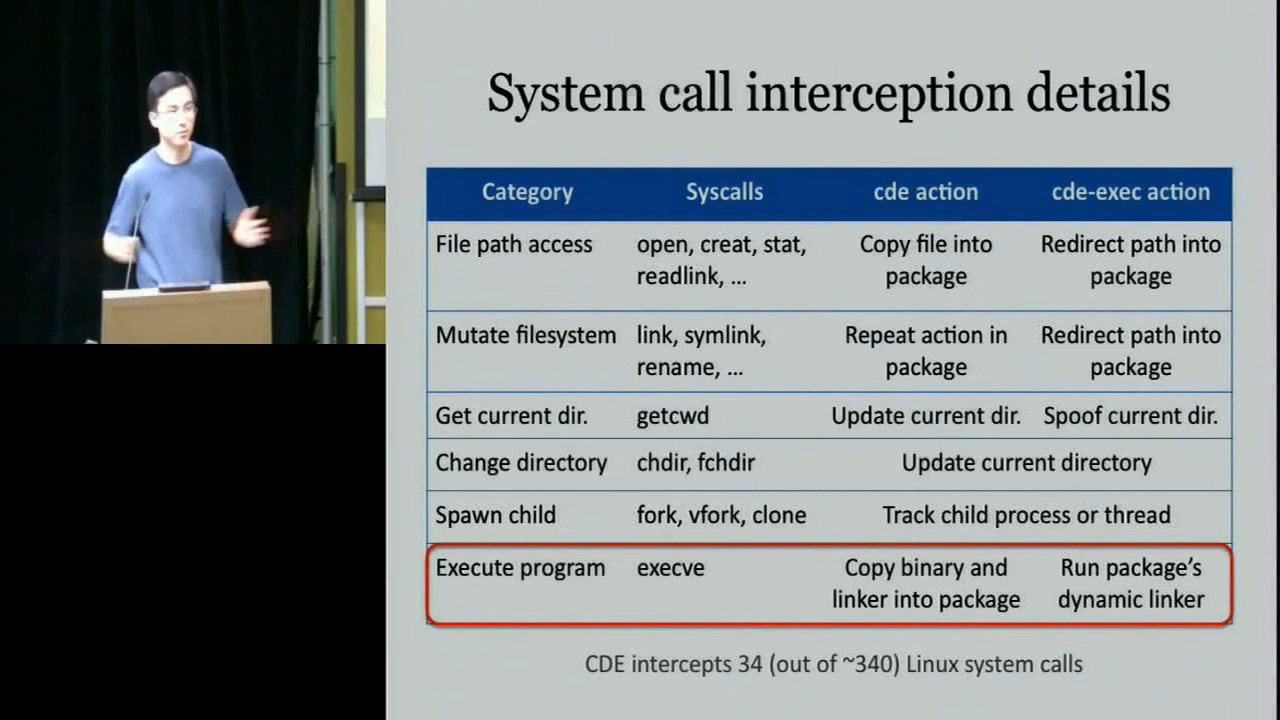 System call interception details
Category Syscalls cde action cde-exec action
File path access open, creat, stat, Copy file into Redirect path into
readlink, ... package package
Mutate filesystem link, symlink, Repeat action in Redirect path into
rename, ... package package
Get current dir. getcwd Update current dir. Spoof current dir.
Change directory chdir, fchdir Update current directory
Spawn child fork, vfork, clone Track child process or thread
Execute program execve Copy binary and Run package's
linker into package dynamic linker
CDE intercepts 34 (out of ~340) Linux system calls